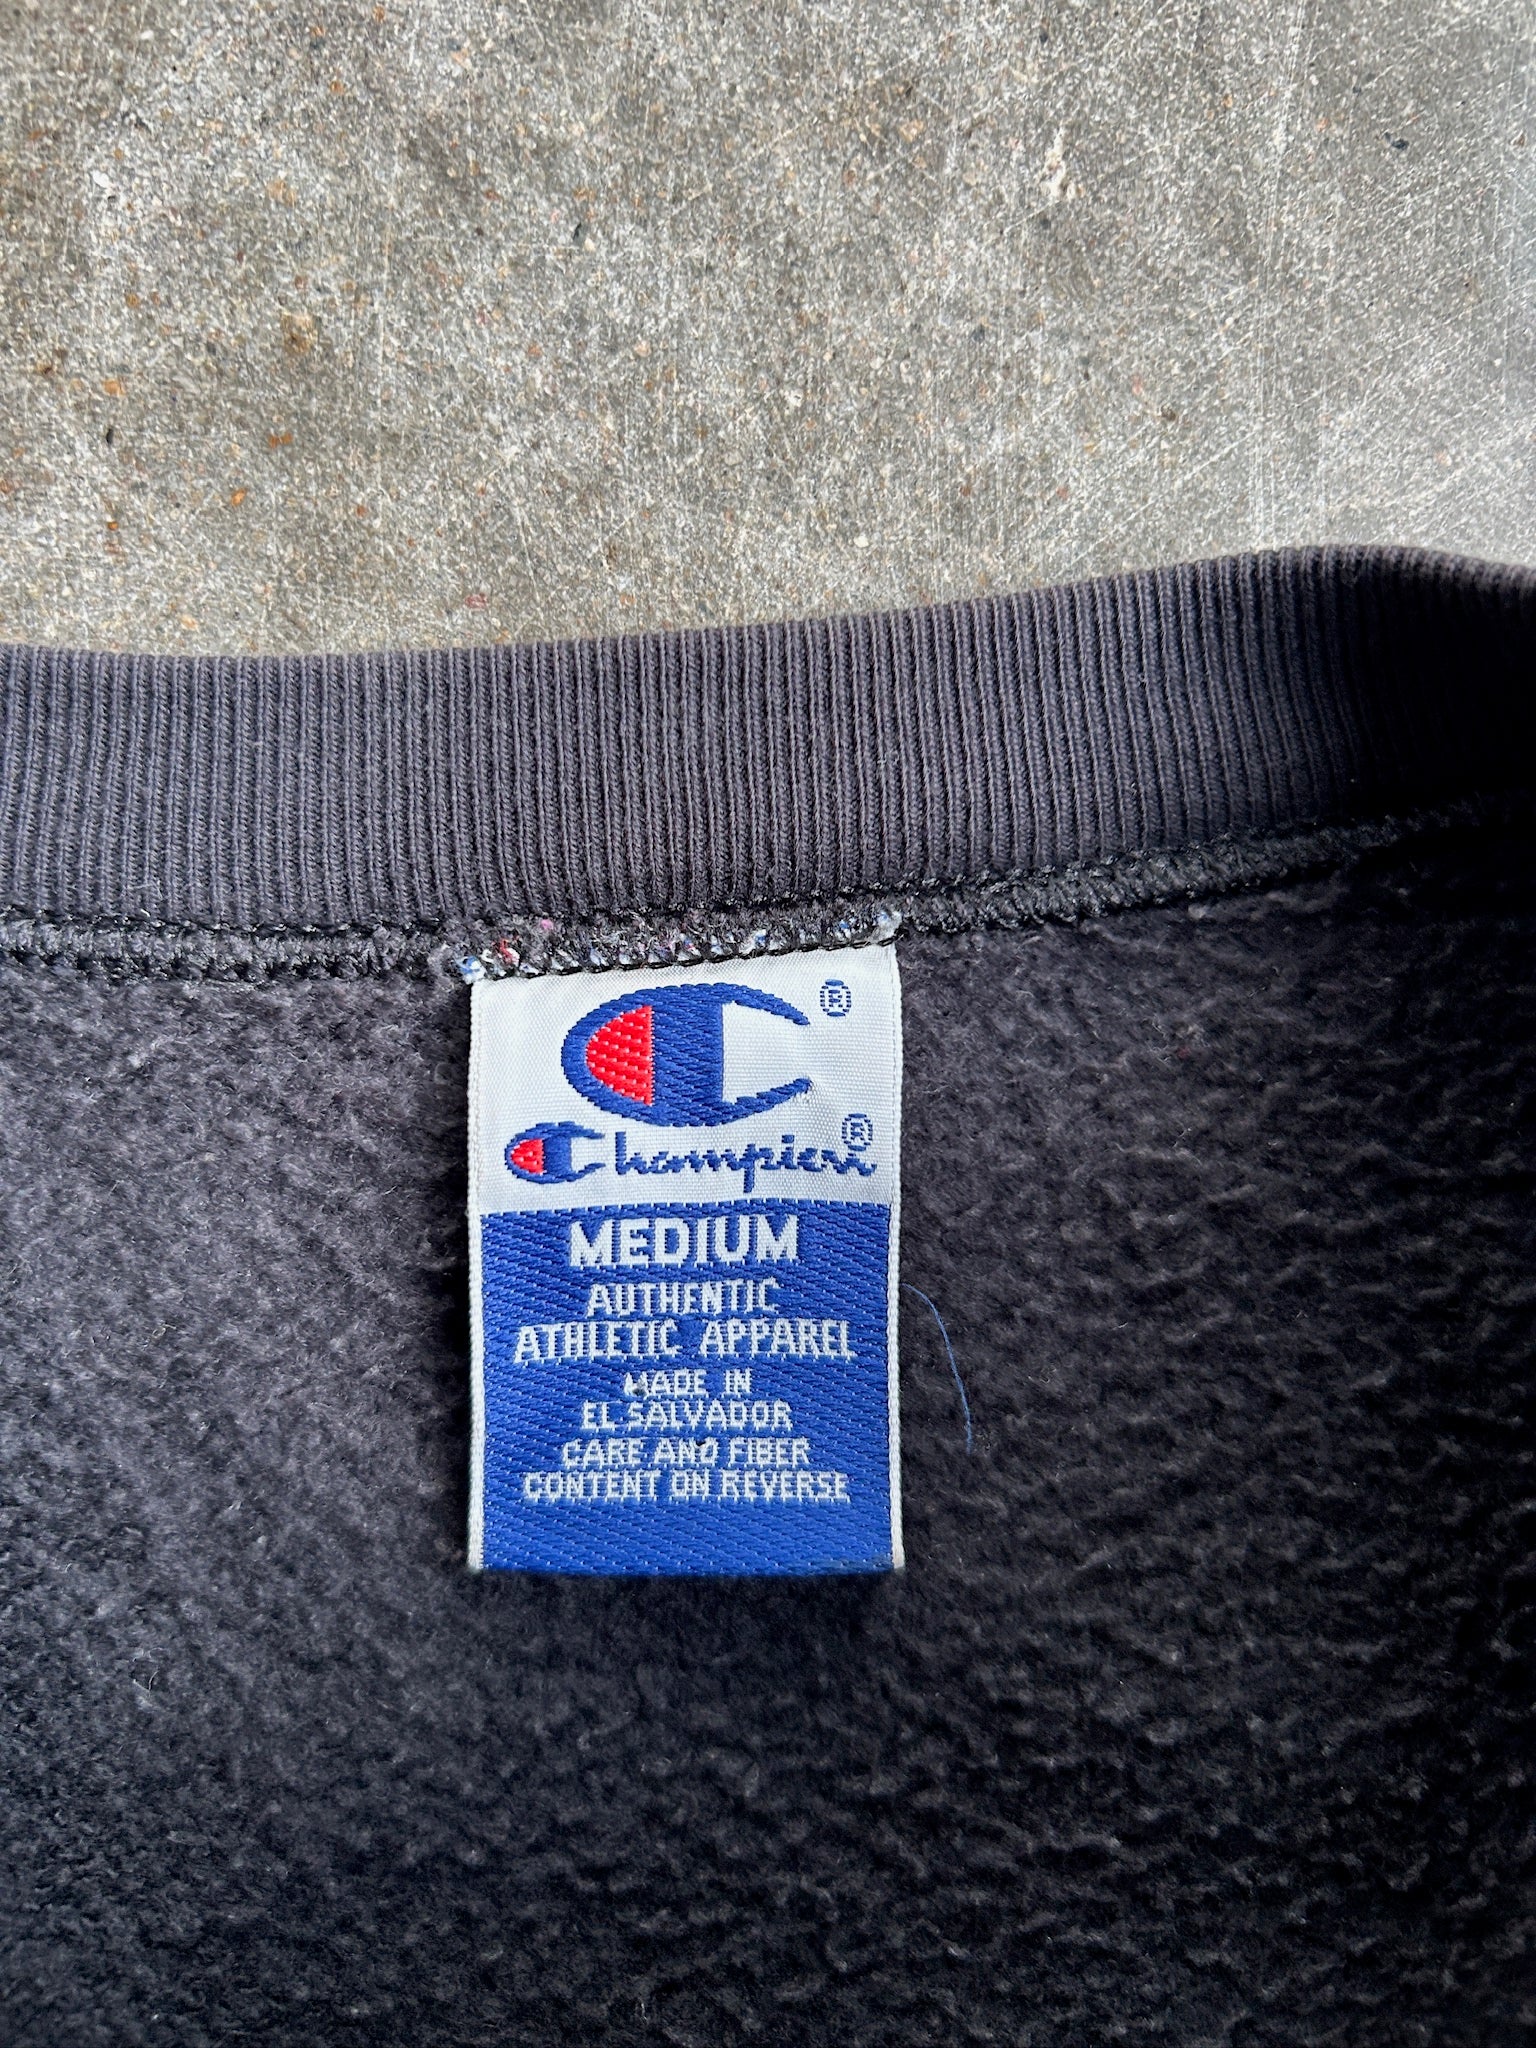 ®
Champion®
MEDIUM
AUTHENTIC
ATHLETIC APPAREL
MADE IN
EL SALVADOR
CARE AND FIBER
CONTENT ON REVERSE